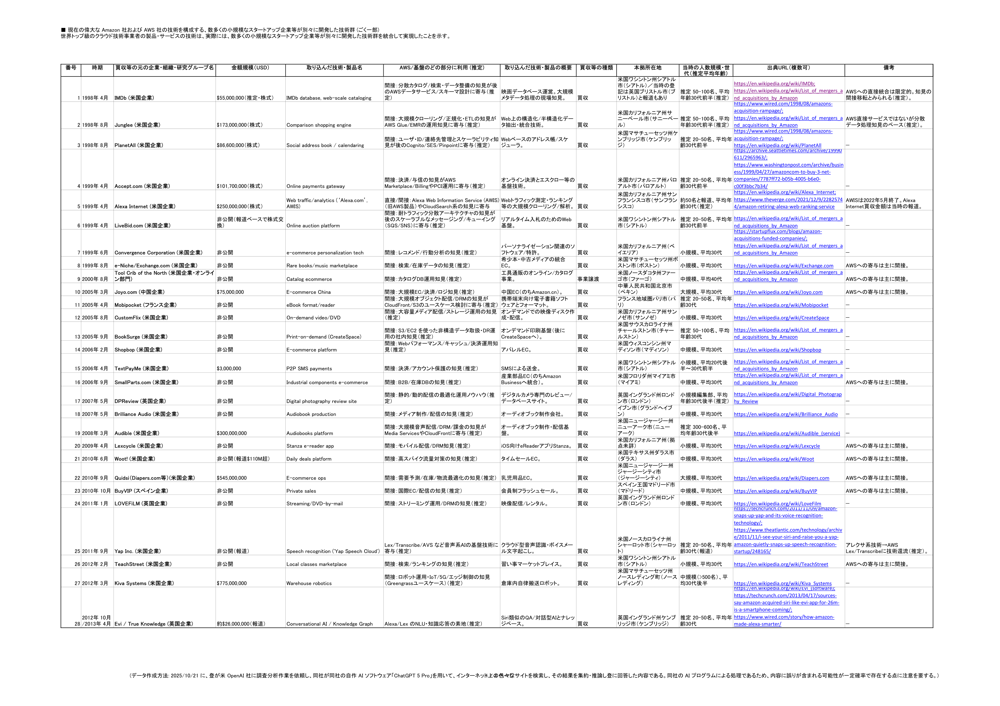 ■ 現在の偉大な Amazon 社および AWS 社の技術を構成する、数多くの小規模なスタートアップ企業等が別々に開発した技術群 (ごく一部)
世界トップ級のクラウド技術事業者の製品・サービスの技術は、実際には、数多くの小規模なスタートアップ企業等が別々に開発した技術群を統合して実現したことを示す。
番号 時期 買収等の元の企業・組織・研究グループ名 金額規模(USD) 取り込んだ技術・製品名 AWS/基盤のどの部分に利用 (推定) 取り込んだ技術・製品の概要 買収等の種類 本拠所在地 当時の人数規模・世代(推定平均年齢) 出典URL(複数可) 備考
1 1998年 4月 IMDb (米国企業) $55,000,000(推定・株式) IMDb database, web-scale cataloging 間接: 分散カタログ/検索・データ整備の知見が後のAWSデータサービス/スキーマ設計に寄与(推定) 映画データベース運営。大規模メタデータ処理の現場知見。 買収 米国ワシントン州シアトル市(シアトル)／当時の登記は英国ブリストル市(ブリストル)と報道もあり 推定 50-100名、平均年齢30代前半(推定) https://en.wikipedia.org/wiki/IMDb; https://en.wikipedia.org/wiki/List_of_mergers_and_acquisitions_by_Amazon AWSへの直接統合は限定的。知見の間接移転とみられる(推定)。
2 1998年 8月 Junglee (米国企業) $173,000,000(株式) Comparison shopping engine 間接: 大規模クローリング/正規化・ETLの知見がAWS Glue/EMRの運用知見に寄与(推定) Web上の構造化/半構造化データ抽出・統合技術。 買収 米国カリフォルニア州サニーベール市(サニーベール) 推定 50-100名、平均年齢30代前半(推定) https://www.wired.com/1998/08/amazons-acquisition-rampage/; https://en.wikipedia.org/wiki/List_of_mergers_and_acquisitions_by_Amazon AWS直接サービスではないが分散データ処理知見のベース(推定)。
3 1998年 8月 PlanetAll (米国企業) $86,600,000(株式) Social address book / calendaring 間接: ユーザ・ID/連絡先管理とスケーラビリティ知見が後のCognito/SES/Pinpointに寄与(推定) Webベースのアドレス帳/スケジューラ。 買収 米国マサチューセッツ州ケンブリッジ市(ケンブリッジ) 推定 20-50名、平均年齢30代前半 https://www.wired.com/1998/08/amazons-acquisition-rampage/; https://en.wikipedia.org/wiki/PlanetAll —
4 1999年 4月 Accept.com (米国企業) $101,700,000(株式) Online payments gateway 間接: 決済/与信の知見がAWS Marketplace/BillingやPCI運用に寄与(推定) オンライン決済とエスクロー等の基盤技術。 買収 米国カリフォルニア州パロアルト市(パロアルト) 推定 20-50名、平均年齢30代前半 https://archive.seattletimes.com/archive/19990611/2965963/; https://www.washingtonpost.com/archive/business/1999/04/27/amazoncom-to-buy-3-net-companies/7787ff72-b05b-4005-b6e0-c00f3bbc7b34/ —
5 1999年 4月 Alexa Internet (米国企業) $250,000,000(株式) Web traffic/analytics (‘Alexa.com’, AWIS) 直接/間接: Alexa Web Information Service (AWIS)(旧AWS製品)やCloudSearch系の知見に寄与 Webトラフィック測定・ランキング等の大規模クローリング/解析。 買収 米国カリフォルニア州サンフランシスコ市(サンフランシスコ) 約50名と報道、平均年齢30代(推定) https://en.wikipedia.org/wiki/Alexa_Internet; https://www.theverge.com/2021/12/9/22825744/amazon-retiring-alexa-web-ranking-service AWISは2022年5月終了。Alexa Internet買収金額は当時の報道。
6 1999年 4月 LiveBid.com (米国企業) 非公開(報道ベースで株式交換) Online auction platform 間接: 耐トラフィック分散アーキテクチャの知見が後のスケーラブルなメッセージング/キューイング(SQS/SNS)に寄与(推定) リアルタイム入札のためのWeb基盤。 買収 米国ワシントン州シアトル市(シアトル) 推定 20-50名、平均年齢30代前半 https://en.wikipedia.org/wiki/List_of_mergers_and_acquisitions_by_Amazon —
7 1999年 6月 Convergence Corporation (米国企業) 非公開 e-commerce personalization tech 間接: レコメンド/行動分析の知見(推定) パーソナライゼーション関連のソフトウェア/特許。 買収 米国カリフォルニア州(ベイエリア) 小規模、平均30代 https://startupflux.com/blogs/amazon-acquisitions-funded-companies/; https://en.wikipedia.org/wiki/List_of_mergers_and_acquisitions_by_Amazon —
8 1999年 8月 e-Niche/Exchange.com (米国企業) 非公開 Rare books/music marketplace 間接: 検索/在庫データの知見(推定) 希少本・中古メディアの統合EC。 買収 米国マサチューセッツ州ボストン市(ボストン) 小規模、平均30代 https://en.wikipedia.org/wiki/Exchange.com AWSへの寄与は主に間接。
9 2000年 8月 Tool Crib of the North (米国企業・オンライン部門) 非公開 Catalog ecommerce 間接: カタログDB運用知見(推定) 工具通販のオンライン/カタログ事業。 事業譲渡 米国ノースダコタ州ファーゴ市(ファーゴ) 中規模、平均40代 https://en.wikipedia.org/wiki/List_of_mergers_and_acquisitions_by_Amazon AWSへの寄与は主に間接。
10 2005年 3月 Joyo.com (中国企業) $75,000,000 E-commerce China 間接: 大規模EC/決済/ロジ知見(推定) 中国EC(のちAmazon.cn)。 買収 中華人民共和国北京市(ペキン) 大規模、平均30代 https://en.wikipedia.org/wiki/Joyo.com AWSへの寄与は主に間接。
11 2005年 4月 Mobipocket (フランス企業) 非公開 eBook format/reader 間接: 大規模オブジェクト配信/DRMの知見がCloudFront/S3のユースケース検討に寄与(推定) 携帯端末向け電子書籍ソフトウェアとフォーマット。 買収 フランス地域圏パリ市(パリ) 推定 20-50名、平均年齢30代 https://en.wikipedia.org/wiki/Mobipocket —
12 2005年 8月 CustomFlix (米国企業) 非公開 On-demand video/DVD 間接: 大容量メディア配信/ストレージ運用の知見(推定) オンデマンドでの映像ディスク作成・配信。 買収 米国カリフォルニア州サンノゼ市(サンノゼ) 小規模、平均30代 https://en.wikipedia.org/wiki/CreateSpace —
13 2005年 9月 BookSurge (米国企業) 非公開 Print-on-demand (CreateSpace) 間接: S3/EC2 を使った非構造データ取扱・DR運用の社内知見(推定) オンデマンド印刷基盤(後にCreateSpaceへ)。 買収 米国サウスカロライナ州チャールストン市(チャールストン) 推定 50-100名、平均年齢30代 https://en.wikipedia.org/wiki/List_of_mergers_and_acquisitions_by_Amazon —
14 2006年 2月 Shopbop (米国企業) 非公開 E-commerce platform 間接: Webパフォーマンス/キャッシュ/決済運用知見(推定) アパレルEC。 買収 米国ウィスコンシン州マディソン市(マディソン) 中規模、平均30代 https://en.wikipedia.org/wiki/Shopbop —
15 2006年 4月 TextPayMe (米国企業) $3,000,000 P2P SMS payments 間接: 決済/アカウント保護の知見(推定) SMSによる送金。 買収 米国ワシントン州シアトル市(シアトル) 小規模、平均20代後半～30代前半 https://en.wikipedia.org/wiki/List_of_mergers_and_acquisitions_by_Amazon —
16 2006年 9月 SmallParts.com (米国企業) 非公開 Industrial components e-commerce 間接: B2B/在庫DBの知見(推定) 産業部品EC(のちAmazon Businessへ統合)。 買収 米国フロリダ州マイアミ市(マイアミ) 中規模、平均30代 https://en.wikipedia.org/wiki/List_of_mergers_and_acquisitions_by_Amazon AWSへの寄与は主に間接。
17 2007年 5月 DPReview (英国企業) 非公開 Digital photography review site 間接: 静的/動的配信の最適化運用ノウハウ(推定) デジタルカメラ専門のレビュー/データベースサイト。 買収 英国イングランド州ロンドン市(ロンドン) 小規模編集部、平均年齢30代後半(推定) https://en.wikipedia.org/wiki/Digital_Photography_Review —
18 2007年 5月 Brilliance Audio (米国企業) 非公開 Audiobook production 間接: メディア制作/配信の知見(推定) オーディオブック制作会社。 買収 イブン市(グランドヘイブン) 中規模、平均30代 https://en.wikipedia.org/wiki/Brilliance_Audio —
19 2008年 3月 Audible (米国企業) $300,000,000 Audiobooks platform 間接: 大規模音声配信/DRM/課金の知見がMedia ServicesやCloudFrontに寄与(推定) オーディオブック制作・配信基盤。 買収 米国ニュージャージー州ニューアーク市(ニューアーク) 推定 300-600名、平均年齢30代後半 https://en.wikipedia.org/wiki/Audible_(service) —
20 2009年 4月 Lexcycle (米国企業) 非公開 Stanza e-reader app 間接: モバイル配信/DRM知見(推定) iOS向けeReaderアプリStanza。 買収 米国カリフォルニア州(拠点未詳) 小規模、平均30代 https://en.wikipedia.org/wiki/Lexcycle AWSへの寄与は主に間接。
21 2010年 6月 Woot! (米国企業) 非公開(報道$110M超) Daily deals platform 間接: 高スパイク流量対策の知見(推定) タイムセールEC。 買収 米国テキサス州ダラス市(ダラス) 中規模、平均30代 https://en.wikipedia.org/wiki/Woot AWSへの寄与は主に間接。
22 2010年 9月 Quidsi(Diapers.com等)(米国企業) $545,000,000 E-commerce ops 間接: 需要予測/在庫/物流最適化の知見(推定) 乳児用品EC。 買収 米国ニュージャージー州ジャージーシティ市(ジャージーシティ) 大規模、平均30代 https://en.wikipedia.org/wiki/Diapers.com AWSへの寄与は主に間接。
23 2010年 10月 BuyVIP (スペイン企業) 非公開 Private sales 間接: 国際EC/配信の知見(推定) 会員制フラッシュセール。 買収 スペイン王国マドリード市(マドリード) 中規模、平均30代 https://en.wikipedia.org/wiki/BuyVIP AWSへの寄与は主に間接。
24 2011年 1月 LOVEFiLM (英国企業) 非公開 Streaming/DVD-by-mail 間接: ストリーミング運用/DRMの知見(推定) 映像配信/レンタル。 買収 英国イングランド州ロンドン市(ロンドン) 中規模、平均30代 https://en.wikipedia.org/wiki/LoveFilm —
25 2011年 9月 Yap Inc. (米国企業) 非公開(報道) Speech recognition ('Yap Speech Cloud') Lex/Transcribe/AVS など音声系AIの基盤技術に寄与(推定) クラウド型音声認識・ボイスメール文字起こし。 買収 米国ノースカロライナ州シャーロット市(シャーロット) 推定 20-50名、平均年齢30代(報道) https://techcrunch.com/2011/11/09/amazon-snaps-up-yap-and-its-voice-recognition-technology/; https://www.theatlantic.com/technology/archive/2011/11/i-see-your-siri-and-raise-you-a-yap-amazon-quietly-snaps-up-speech-recognition-startup/248165/ アレクサ系技術→AWS Lex/Transcribeに技術還流(推定)。
26 2012年 2月 TeachStreet (米国企業) 非公開 Local classes marketplace 間接: 検索/ランキングの知見(推定) 習い事マーケットプレイス。 買収 米国ワシントン州シアトル市(シアトル) 小規模、平均30代 https://en.wikipedia.org/wiki/TeachStreet AWSへの寄与は主に間接。
27 2012年 3月 Kiva Systems (米国企業) $775,000,000 Warehouse robotics 間接: ロボット運用・IoT/5G/エッジ制御の知見(Greengrassユースケース)(推定) 倉庫内自律搬送ロボット。 買収 米国マサチューセッツ州ノースレディング町(ノースレディング) 中規模(>500名)、平均30代後半 https://en.wikipedia.org/wiki/Kiva_Systems —
28 2012年 10月/2013年 4月 Evi / True Knowledge (英国企業) 約$26,000,000(報道) Conversational AI / Knowledge Graph Alexa/Lex のNLU・知識応答の素地(推定) Siri類似のQA/対話型AIとナレッジベース。 買収 英国イングランド州ケンブリッジ市(ケンブリッジ) 推定 20-50名、平均年齢30代 https://en.wikipedia.org/wiki/Evi_(software); https://techcrunch.com/2013/04/17/sources-say-amazon-acquired-siri-like-evi-app-for-26m-is-a-smartphone-coming/; https://www.wired.com/story/how-amazon-made-alexa-smarter/ —
(データ作成方法: 2025/10/21 に、登が米 OpenAI 社に調査分析作業を依頼し、同社が同社の自作 AI ソフトウェア「ChatGPT 5 Pro」を用いて、インターネット上の色々なサイトを検索し、その結果を集約・推論し登に回答した内容である。同社の AI プログラムによる処理であるため、内容に誤りが含まれる可能性が一定確率で存在する点に注意を要する。)